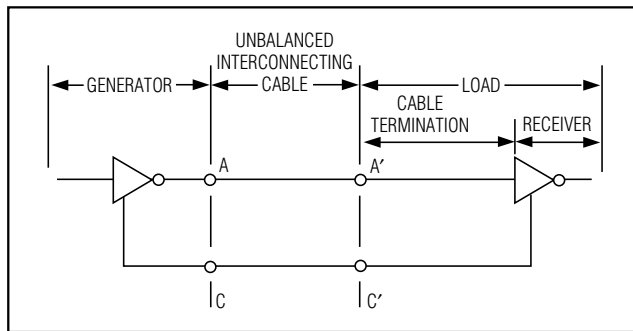 UNBALANCED
INTERCONNECTING
GENERATOR CABLE LOAD
CABLE
TERMINATION RECEIVER
A A′
C C′